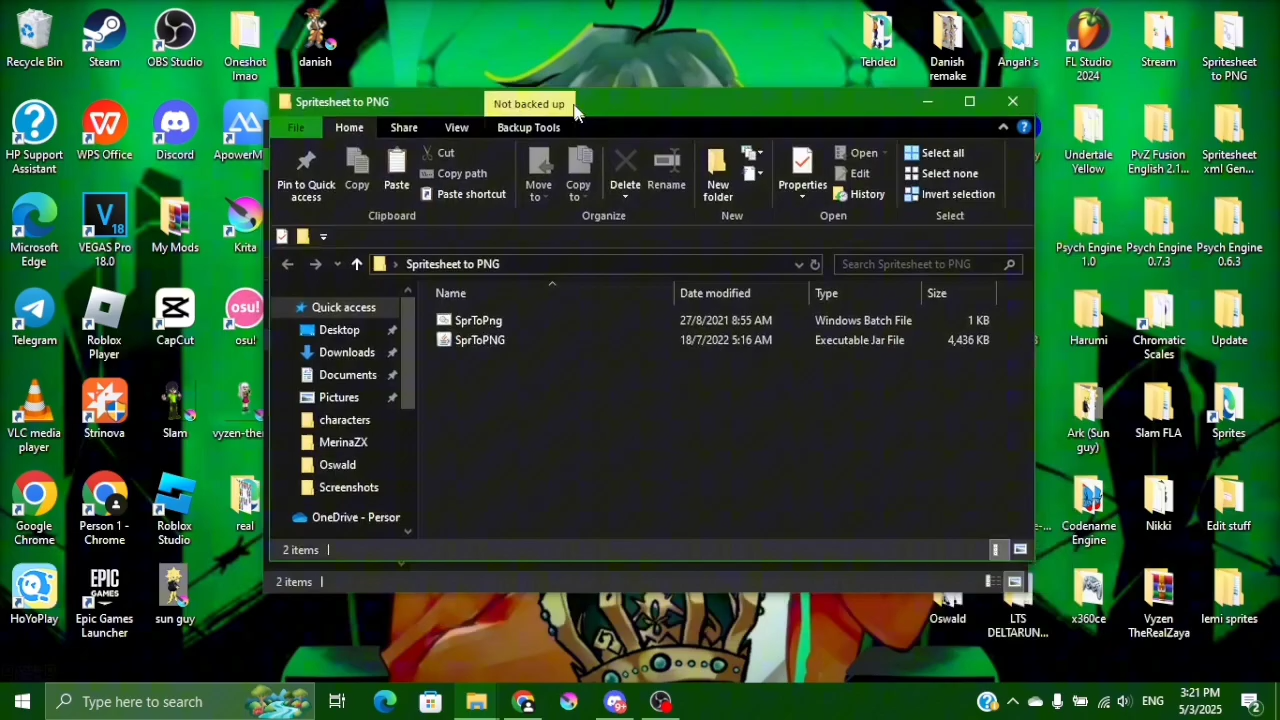 Recycle Bin
Steam
OBS Studio
Oneshot
lmao
danish
Tehded
Danish
remake
Angah's
FL Studio
2024
Stream
Spritesheet
to PNG
HP Support
Assistant
WPS Office
Discord
ApowerM...
Undertale
Yellow
PvZ Fusion
English 2.1...
Spritesheet
xml Gen...
Microsoft
Edge
VEGAS Pro
18.0
My Mods
Krita
Psych Engine
1.0
Psych Engine
0.7.3
Psych Engine
0.6.3
Telegram
Roblox
Player
CapCut
osu!
osu!
Harumi
Chromatic
Scales
Update
VLC media
player
Strinova
Slam
vyzen-the
Ark (Sun
guy)
Slam FLA
Sprites
Google
Chrome
Person 1 -
Chrome
Roblox
Studio
real
Codename
Engine
Nikki
Edit stuff
HoYoPlay
EPIC
GAMES
Epic Games
Launcher
sun guy
Oswald
LTS
DELTARUN...
x360ce
Vyzen
TheRealZaya
lemi sprites
Spritesheet to PNG
Not backed up
File
Home
Share
View
Backup Tools
Pin to Quick
access
Copy
Paste
Cut
Copy path
Paste shortcut
Clipboard
Move
to
Copy
to
Delete
Rename
Organize
New
folder
New
Properties
Open
Edit
History
Open
Select all
Select none
Invert selection
Select
Spritesheet to PNG
Search Spritesheet to PNG
Name
Date modified
Type
Size
SprToPng
27/8/2021 8:55 AM
Windows Batch File
1 KB
SprToPNG
18/7/2022 5:16 AM
Executable Jar File
4,436 KB
Quick access
Desktop
Downloads
Documents
Pictures
characters
MerinaZX
Oswald
Screenshots
OneDrive - Person
2 items
2 items
Type here to search
9+
ENG
3:21 PM
5/3/2025
2